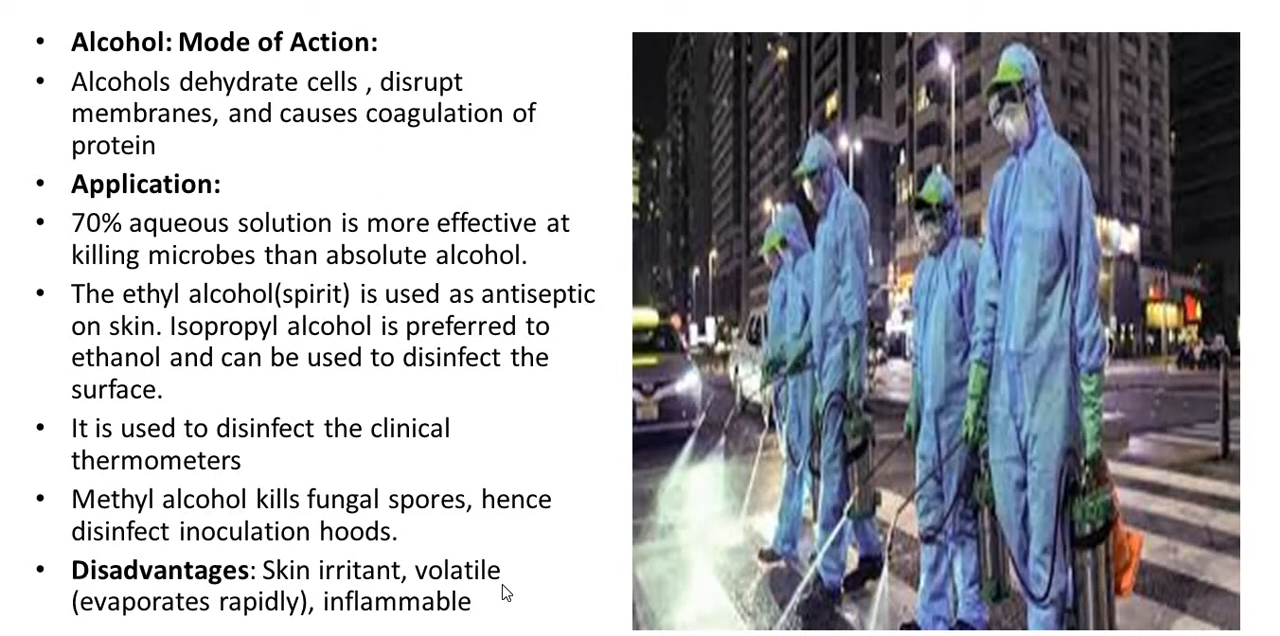 • Alcohol: Mode of Action:
• Alcohols dehydrate cells , disrupt
membranes, and causes coagulation of
protein
• Application:
• 70% aqueous solution is more effective at
killing microbes than absolute alcohol.
• The ethyl alcohol(spirit) is used as antiseptic
on skin. Isopropyl alcohol is preferred to
ethanol and can be used to disinfect the
surface.
• It is used to disinfect the clinical
thermometers
• Methyl alcohol kills fungal spores, hence
disinfect inoculation hoods.
• Disadvantages: Skin irritant, volatile
(evaporates rapidly), inflammable